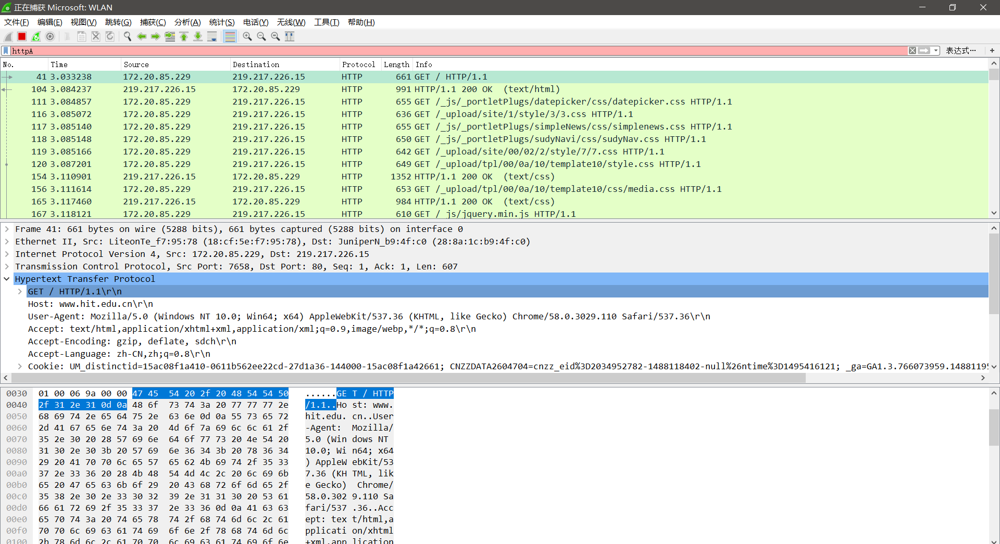 正在捕获 Microsoft: WLAN
文件(F) 编辑(E) 视图(V) 跳转(G) 捕获(C) 分析(A) 统计(S) 电话(Y) 无线(W) 工具(T) 帮助(H)
httpA 表达式… +
No. Time Source Destination Protocol Length Info
41 3.033238 172.20.85.229 219.217.226.15 HTTP 661 GET / HTTP/1.1
104 3.084237 219.217.226.15 172.20.85.229 HTTP 991 HTTP/1.1 200 OK (text/html)
111 3.084857 172.20.85.229 219.217.226.15 HTTP 655 GET /_js/_portletPlugs/datepicker/css/datepicker.css HTTP/1.1
116 3.085072 172.20.85.229 219.217.226.15 HTTP 636 GET /_upload/site/1/style/3/3.css HTTP/1.1
117 3.085140 172.20.85.229 219.217.226.15 HTTP 655 GET /_js/_portletPlugs/simpleNews/css/simplenews.css HTTP/1.1
118 3.085148 172.20.85.229 219.217.226.15 HTTP 650 GET /_js/_portletPlugs/sudyNavi/css/sudyNav.css HTTP/1.1
119 3.085166 172.20.85.229 219.217.226.15 HTTP 642 GET /_upload/site/00/02/2/style/7/7.css HTTP/1.1
120 3.087201 172.20.85.229 219.217.226.15 HTTP 649 GET /_upload/tpl/00/0a/10/template10/style.css HTTP/1.1
154 3.110901 219.217.226.15 172.20.85.229 HTTP 1352 HTTP/1.1 200 OK (text/css)
156 3.111614 172.20.85.229 219.217.226.15 HTTP 653 GET /_upload/tpl/00/0a/10/template10/css/media.css HTTP/1.1
165 3.117460 219.217.226.15 172.20.85.229 HTTP 984 HTTP/1.1 200 OK (text/css)
167 3.118121 172.20.85.229 219.217.226.15 HTTP 610 GET /_js/jquery.min.js HTTP/1.1
Frame 41: 661 bytes on wire (5288 bits), 661 bytes captured (5288 bits) on interface 0
Ethernet II, Src: LiteonTe_f7:95:78 (18:cf:5e:f7:95:78), Dst: JuniperN_b9:4f:c0 (28:8a:1c:b9:4f:c0)
Internet Protocol Version 4, Src: 172.20.85.229, Dst: 219.217.226.15
Transmission Control Protocol, Src Port: 7658, Dst Port: 80, Seq: 1, Ack: 1, Len: 607
Hypertext Transfer Protocol
GET / HTTP/1.1\r\n
Host: www.hit.edu.cn\r\n
User-Agent: Mozilla/5.0 (Windows NT 10.0; Win64; x64) AppleWebKit/537.36 (KHTML, like Gecko) Chrome/58.0.3029.110 Safari/537.36\r\n
Accept: text/html,application/xhtml+xml,application/xml;q=0.9,image/webp,*/*;q=0.8\r\n
Accept-Encoding: gzip, deflate, sdch\r\n
Accept-Language: zh-CN,zh;q=0.8\r\n
Cookie: UM_distinctid=15ac08f1a410-0611b562ee22cd-27d1a36-144000-15ac08f1a42661; CNZZDATA2604704=cnzz_eid%3D2034952782-1488118402-null%26ntime%3D1495416121; _ga=GA1.3.766073959.14881195
0030 01 00 06 9a 00 00 47 45 54 20 2f 20 48 54 54 50 ......GE T / HTTP
0040 2f 31 2e 31 0d 0a 48 6f 73 74 3a 20 77 77 77 2e /1.1..Ho st: www.
0050 68 69 74 2e 65 64 75 2e 63 6e 0d 0a 55 73 65 72 hit.edu. cn..User
0060 2d 41 67 65 6e 74 3a 20 4d 6f 7a 69 6c 6c 61 2f -Agent: Mozilla/
0070 35 2e 30 20 28 57 69 6e 64 6f 77 73 20 4e 54 20 5.0 (Win dows NT
0080 31 30 2e 30 3b 20 57 69 6e 36 34 3b 20 78 36 34 10.0; Wi n64; x64
0090 29 20 41 70 70 6c 65 57 65 62 4b 69 74 2f 35 33 ) AppleW ebKit/53
00a0 37 2e 33 36 20 28 4b 48 54 4d 4c 2c 20 6c 69 6b 7.36 (KH TML, lik
00b0 65 20 47 65 63 6b 6f 29 20 43 68 72 6f 6d 65 2f e Gecko) Chrome/
00c0 35 38 2e 30 2e 33 30 32 39 2e 31 31 30 20 53 61 58.0.302 9.110 Sa
00d0 66 61 72 69 2f 35 33 37 2e 33 36 0d 0a 41 63 63 fari/537 .36..Acc
00e0 65 70 74 3a 20 74 65 78 74 2f 68 74 6d 6c 2c 61 ept: tex t/html,a
00f0 70 70 6c 69 63 61 74 69 6f 6e 2f 78 68 74 6d 6c pplicati on/xhtml
0100 2b 78 6d 6c 2c 61 70 70 6c 69 63 61 74 69 6f 6e +xml,app lication